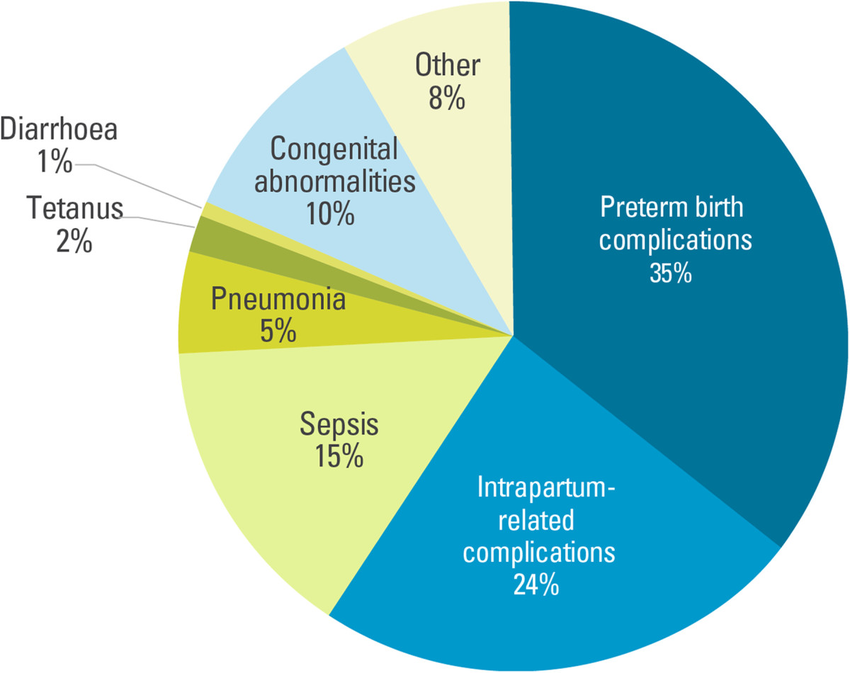 Other
8%
Diarrhoea
1%
Congenital
abnormalities
10%
Tetanus
2%
Preterm birth
complications
35%
Pneumonia
5%
Sepsis
15%
Intrapartum-
related
complications
24%